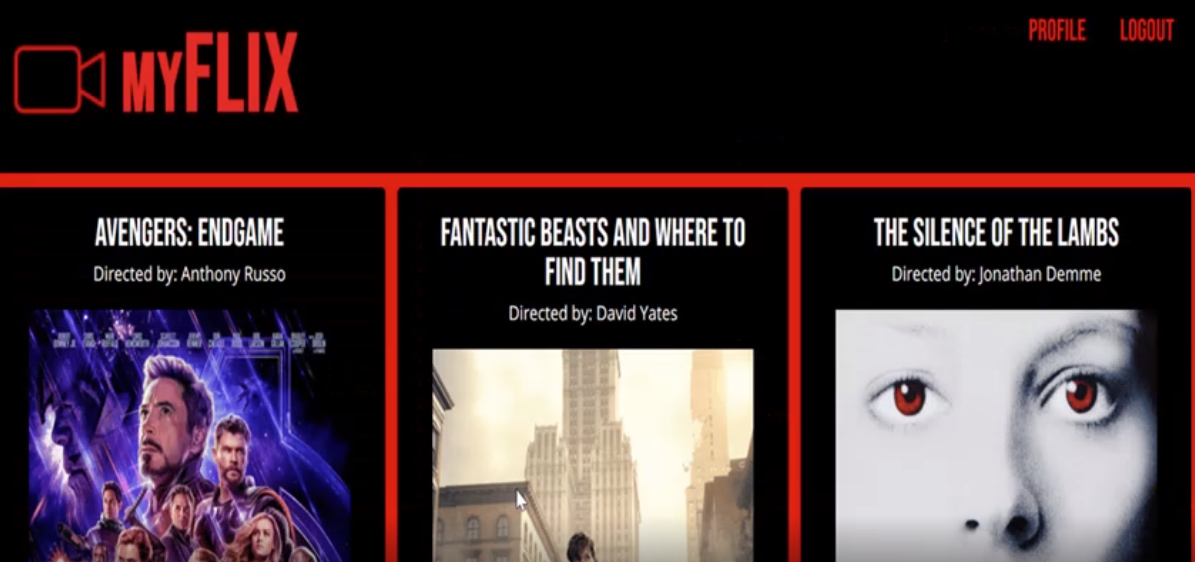 PROFILE LOGOUT
MYFLIX
AVENGERS: ENDGAME
Directed by: Anthony Russo
FANTASTIC BEASTS AND WHERE TO
FIND THEM
Directed by: David Yates
THE SILENCE OF THE LAMBS
Directed by: Jonathan Demme